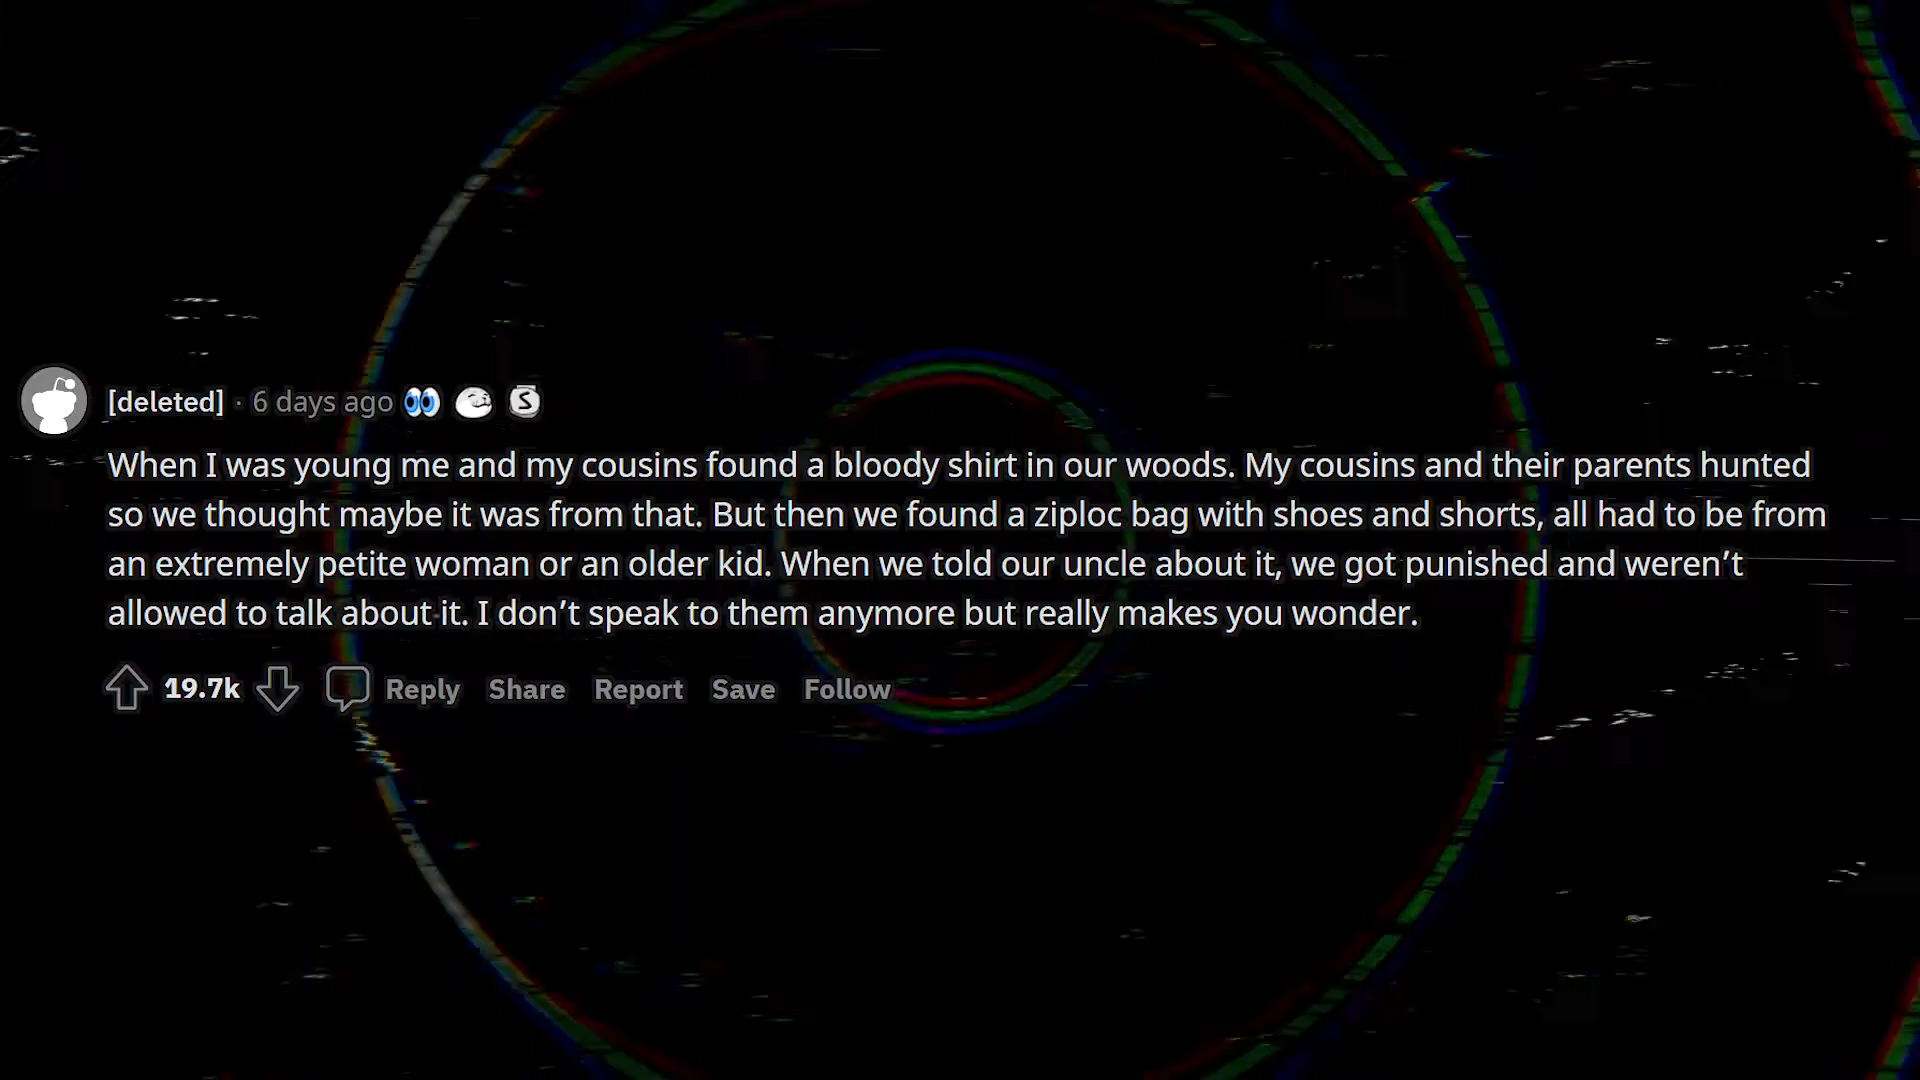 [deleted] · 6 days ago
When I was young me and my cousins found a bloody shirt in our woods. My cousins and their parents hunted
so we thought maybe it was from that. But then we found a ziploc bag with shoes and shorts, all had to be from
an extremely petite woman or an older kid. When we told our uncle about it, we got punished and weren’t
allowed to talk about it. I don’t speak to them anymore but really makes you wonder.
19.7k Reply Share Report Save Follow